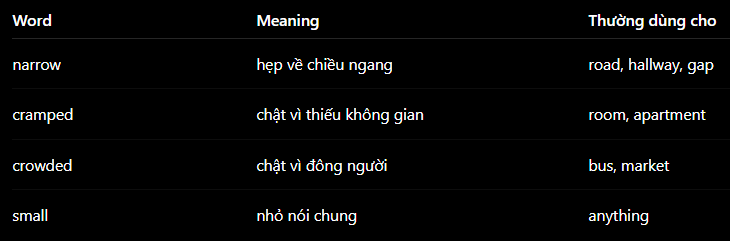 Word Meaning Thường dùng cho
narrow hẹp về chiều ngang road, hallway, gap
cramped chật vì thiếu không gian room, apartment
crowded chật vì đông người bus, market
small nhỏ nói chung anything